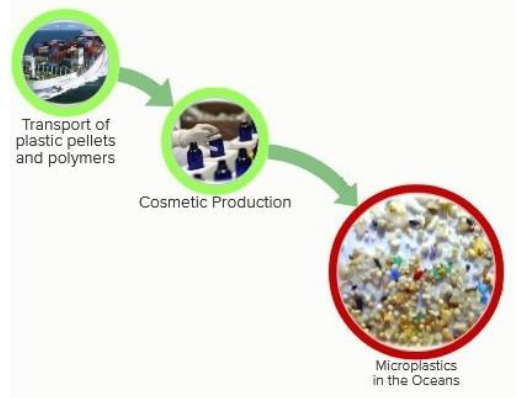 Transport of
plastic pellets
and polymers
Cosmetic Production
Microplastics
in the Oceans